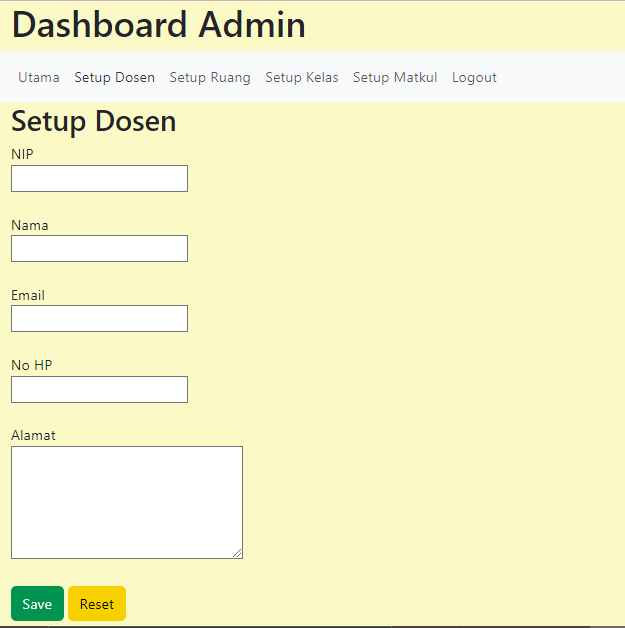 Dashboard Admin
Utama Setup Dosen Setup Ruang Setup Kelas Setup Matkul Logout
Setup Dosen
NIP
Nama
Email
No HP
Alamat
Save Reset